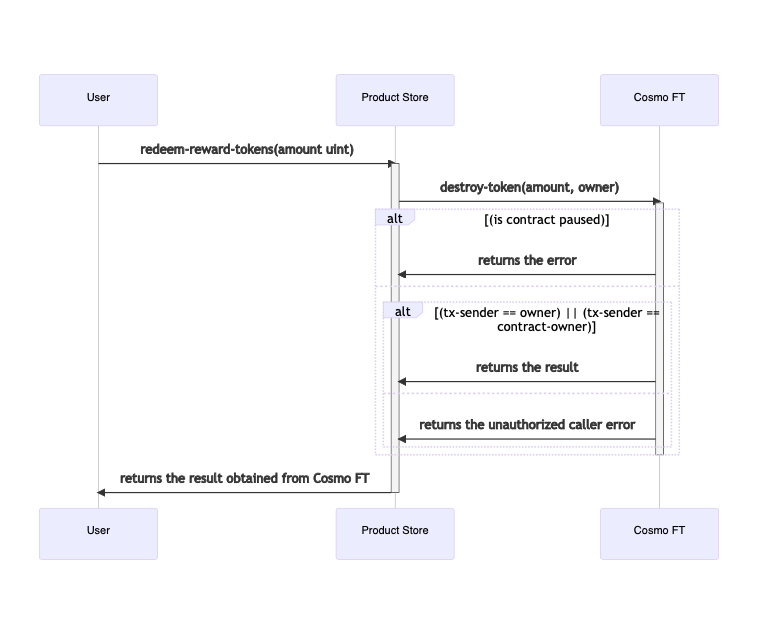 User
Product Store
Cosmo FT
redeem-reward-tokens(amount uint)
destroy-token(amount, owner)
alt
[(is contract paused)]
returns the error
alt
[(tx-sender == owner) || (tx-sender ==
contract-owner)]
returns the result
returns the unauthorized caller error
returns the result obtained from Cosmo FT
User
Product Store
Cosmo FT